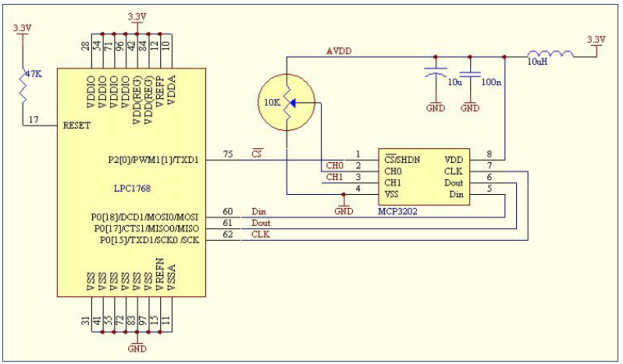 3.3V
3.3V
AVDD
3.3V
28
54
71
96
42
84
12
10
10uH
47K
10u
100n
VDDIO
VDDIO
VDDIO
VDDIO
VDD(REG)
VDD(REG)
VREFP
VDDA
10K
GND
GND
17
RESET
P2[0]/PWM1[1]/TXD1
75
CS
1
CS/SHDN
VDD
8
CH0
2
CH0
CLK
7
CH1
3
CH1
Dout
6
4
VSS
Din
5
LPC1768
GND
MCP3202
P0[18]/DCD1/MOSI0/MOSI
60
Din
P0[17]/CTS1/MISO0/MISO
61
Dout
P0[15]/TXD1/SCK0 /SCK
62
CLK
VSS
VSS
VSS
VSS
VSS
VSS
VREFN
VSSA
31
41
55
72
83
97
15
11
GND